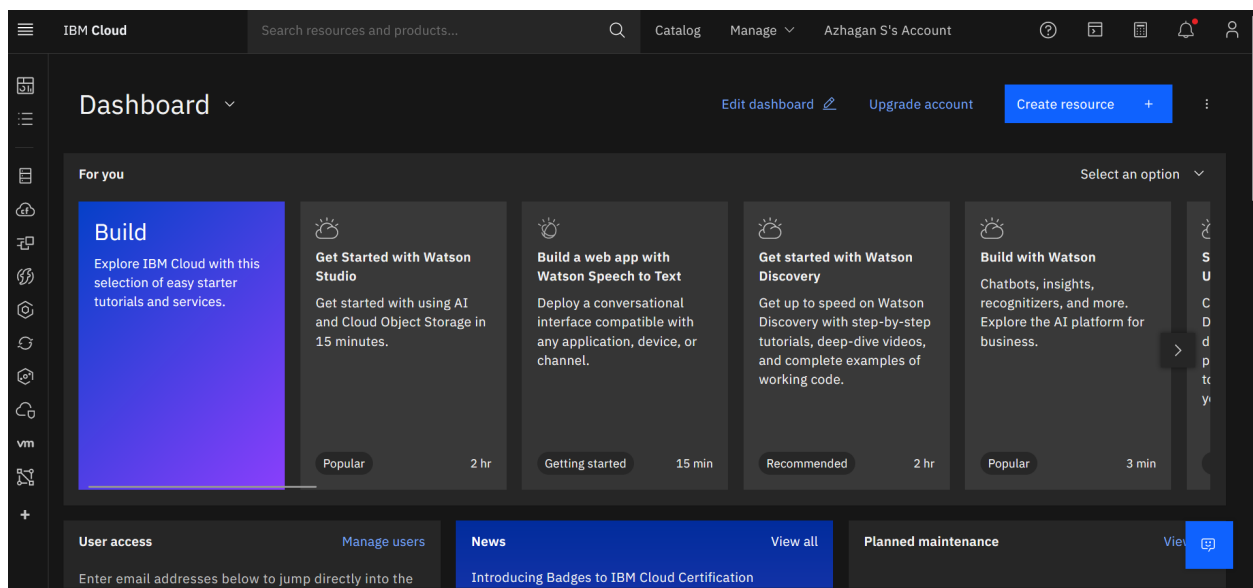 IBM Cloud
Search resources and products...
Catalog
Manage
Azhagan S's Account
Dashboard
Edit dashboard
Upgrade account
Create resource +
For you
Select an option
Build
Explore IBM Cloud with this
selection of easy starter
tutorials and services.
Get Started with Watson
Studio
Get started with using AI
and Cloud Object Storage in
15 minutes.
Popular
2 hr
Build a web app with
Watson Speech to Text
Deploy a conversational
interface compatible with
any application, device, or
channel.
Getting started
15 min
Get started with Watson
Discovery
Get up to speed on Watson
Discovery with step-by-step
tutorials, deep-dive videos,
and complete examples of
working code.
Recommended
2 hr
Build with Watson
Chatbots, insights,
recognitizers, and more.
Explore the AI platform for
business.
Popular
3 min
vm
User access
Manage users
Enter email addresses below to jump directly into the
News
View all
Introducing Badges to IBM Cloud Certification
Planned maintenance